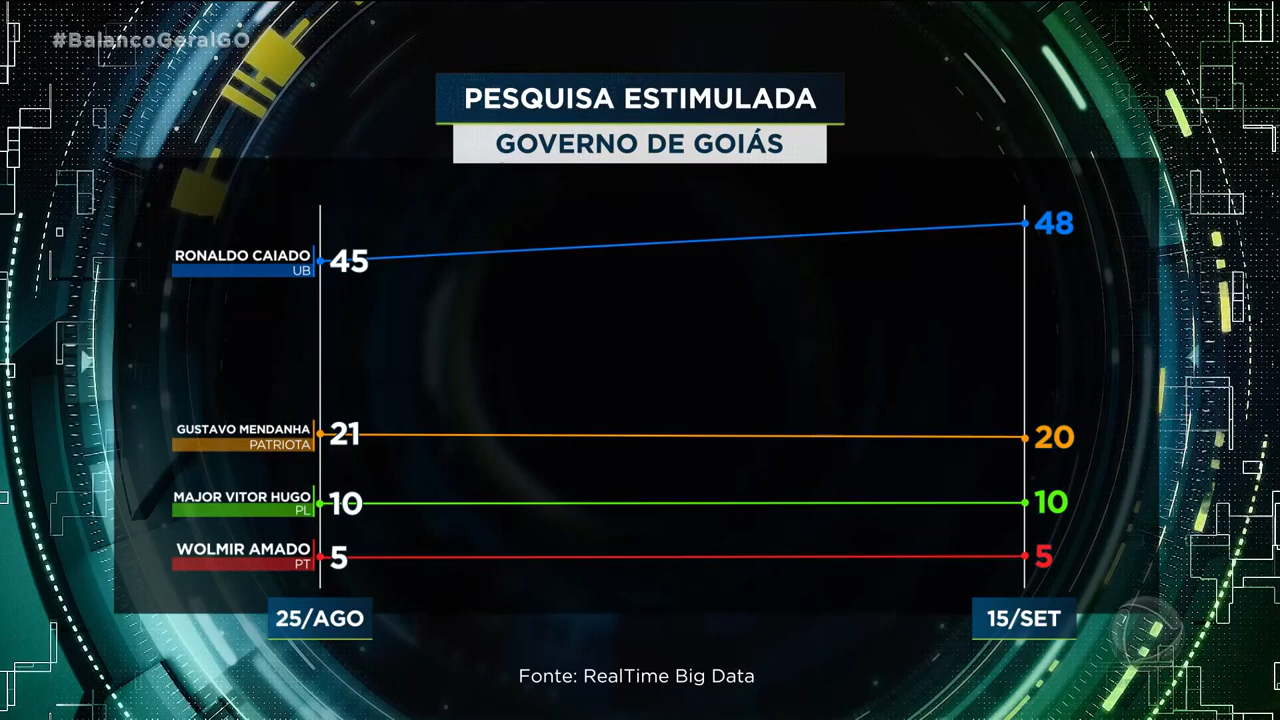 #BalancoGeralGO
PESQUISA ESTIMULADA
GOVERNO DE GOIÁS
RONALDO CAIADO
UB
45
48
GUSTAVO MENDANHA
PATRIOTA
21
20
MAJOR VITOR HUGO
PL
10
10
WOLMIR AMADO
PT
5
5
25/AGO
15/SET
Fonte: RealTime Big Data